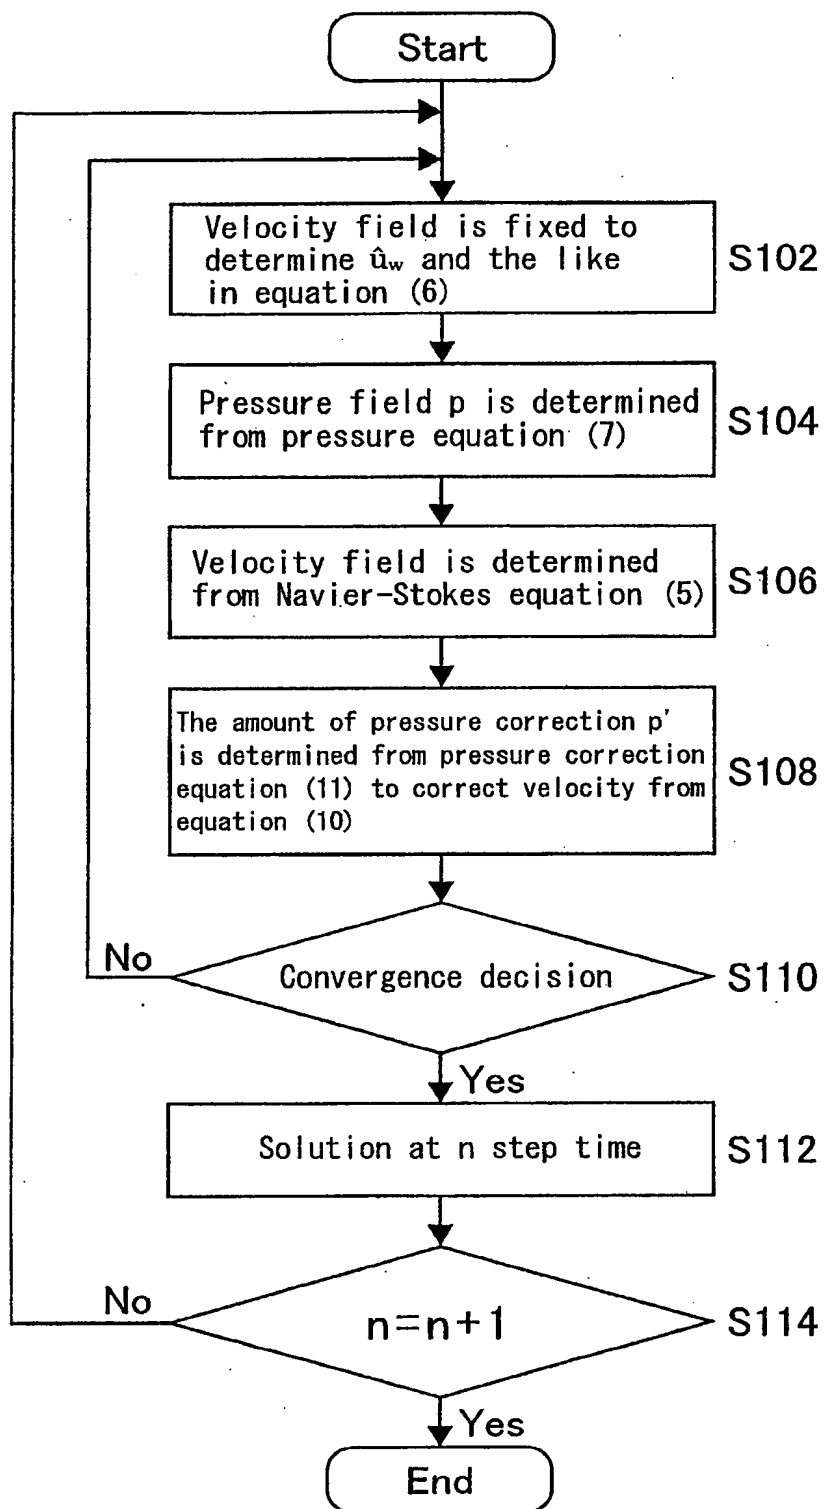 Start
Velocity field is fixed to
determine ûw and the like
in equation (6)
S102
Pressure field p is determined
from pressure equation (7)
S104
Velocity field is determined
from Navier-Stokes equation (5)
S106
The amount of pressure correction p'
is determined from pressure correction
equation (11) to correct velocity from
equation (10)
S108
No
Convergence decision
S110
Yes
Solution at n step time
S112
No
n=n+1
S114
Yes
End